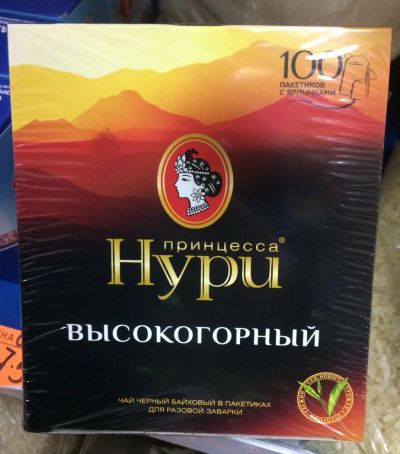 100
ПАКЕТИКОВ
С ЯРЛЫЧКАМИ
ПРИНЦЕССА®
Нури
ВЫСОКОГОРНЫЙ
ЧАЙ ЧЕРНЫЙ БАЙХОВЫЙ В ПАКЕТИКАХ
ДЛЯ РАЗОВОЙ ЗАВАРКИ